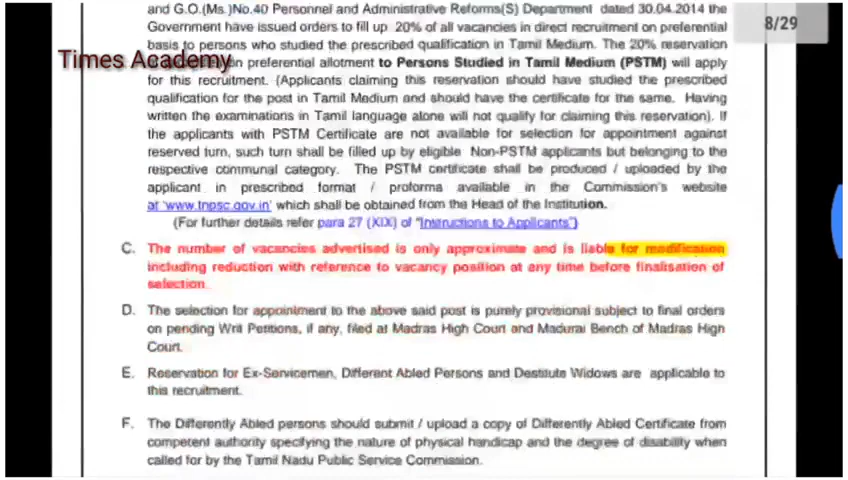 and G.O.(Ms.)No.40 Personnel and Administrative Reforms(S) Department dated 30.04.2014 the
8/29
Government have issued orders to fill up 20% of all vacancies in direct recruitment on preferential
basis to persons who studied the prescribed qualification in Tamil Medium. The 20% reservation
Times Academy
on preferential allotment to Persons Studied in Tamil Medium (PSTM) will apply
for this recruitment. (Applicants claiming this reservation should have studied the prescribed
qualification for the post in Tamil Medium and should have the certificate for the same. Having
written the examinations in Tamil language alone will not qualify for claiming this reservation). If
the applicants with PSTM Certificate are not available for selection for appointment against
reserved turn, such turn shall be filled up by eligible Non-PSTM applicants but belonging to the
respective communal category. The PSTM certificate shall be produced / uploaded by the
applicant in prescribed format / proforma available in the Commission's website
at 'www.tnpsc.gov.in' which shall be obtained from the Head of the Institution.
(For further details refer para 27 (XIX) of "Instructions to Applicants")
C. The number of vacancies advertised is only approximate and is liable for modification
including reduction with reference to vacancy position at any time before finalisation of
selection.
D. The selection for appointment to the above said post is purely provisional subject to final orders
on pending Writ Petitions, if any, filed at Madras High Court and Madurai Bench of Madras High
Court.
E. Reservation for Ex-Servicemen, Different Abled Persons and Destitute Widows are applicable to
this recruitment.
F. The Differently Abled persons should submit / upload a copy of Differently Abled Certificate from
competent authority specifying the nature of physical handicap and the degree of disability when
called for by the Tamil Nadu Public Service Commission.